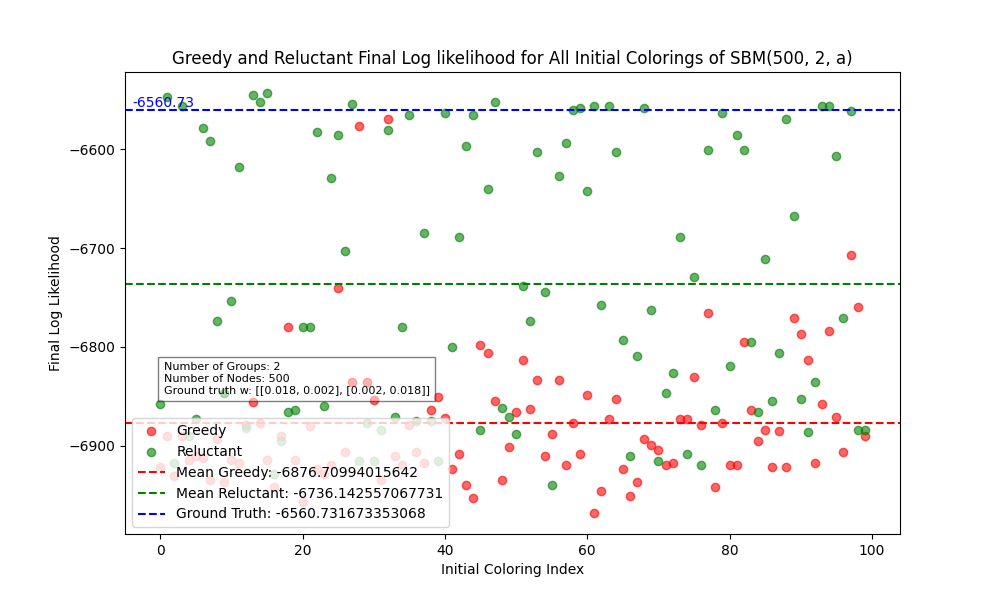 Greedy and Reluctant Final Log likelihood for All Initial Colorings of SBM(500, 2, a)
-6560.73
−6600
−6700
−6800
−6900
Final Log Likelihood
Number of Groups: 2
Number of Nodes: 500
Ground truth w: [[0.018, 0.002], [0.002, 0.018]]
Greedy
Reluctant
Mean Greedy: -6876.70994015642
Mean Reluctant: -6736.142557067731
Ground Truth: -6560.731673353068
0 20 40 60 80 100
Initial Coloring Index